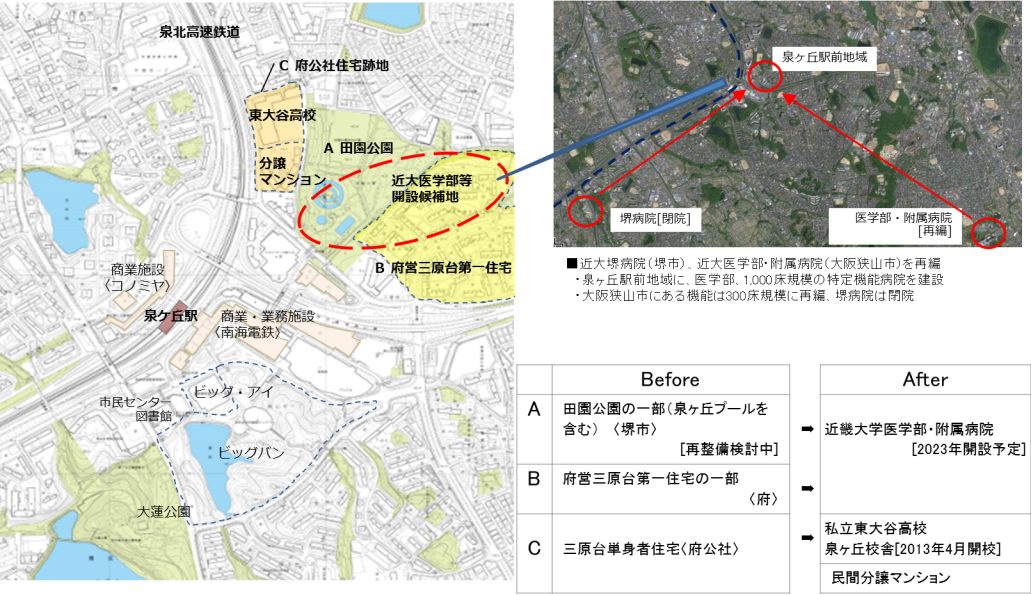 泉北高速鉄道
C 府公社住宅跡地
東大谷高校
A 田園公園
分譲
マンション
近大医学部等
開設候補地
B 府営三原台第一住宅
商業施設
〈コノミヤ〉
泉ケ丘駅
商業・業務施設
〈南海電鉄〉
ビッグ・アイ
市民センター
図書館
ビッグバン
大蓮公園
泉ヶ丘駅前地域
堺病院[閉院]
医学部・附属病院
[再編]
■近大堺病院（堺市）、近大医学部・附属病院（大阪狭山市）を再編
・泉ヶ丘駅前地域に、医学部、1,000床規模の特定機能病院を建設
・大阪狭山市にある機能は300床規模に再編、堺病院は閉院
Before
After
A
田園公園の一部（泉ヶ丘プールを
含む）〈堺市〉
[再整備検討中]
➡
近畿大学医学部・附属病院
[2023年開設予定]
B
府営三原台第一住宅の一部
〈府〉
➡
C
三原台単身者住宅〈府公社〉
➡
私立東大谷高校
泉ヶ丘校舎[2013年4月開校]
民間分譲マンション